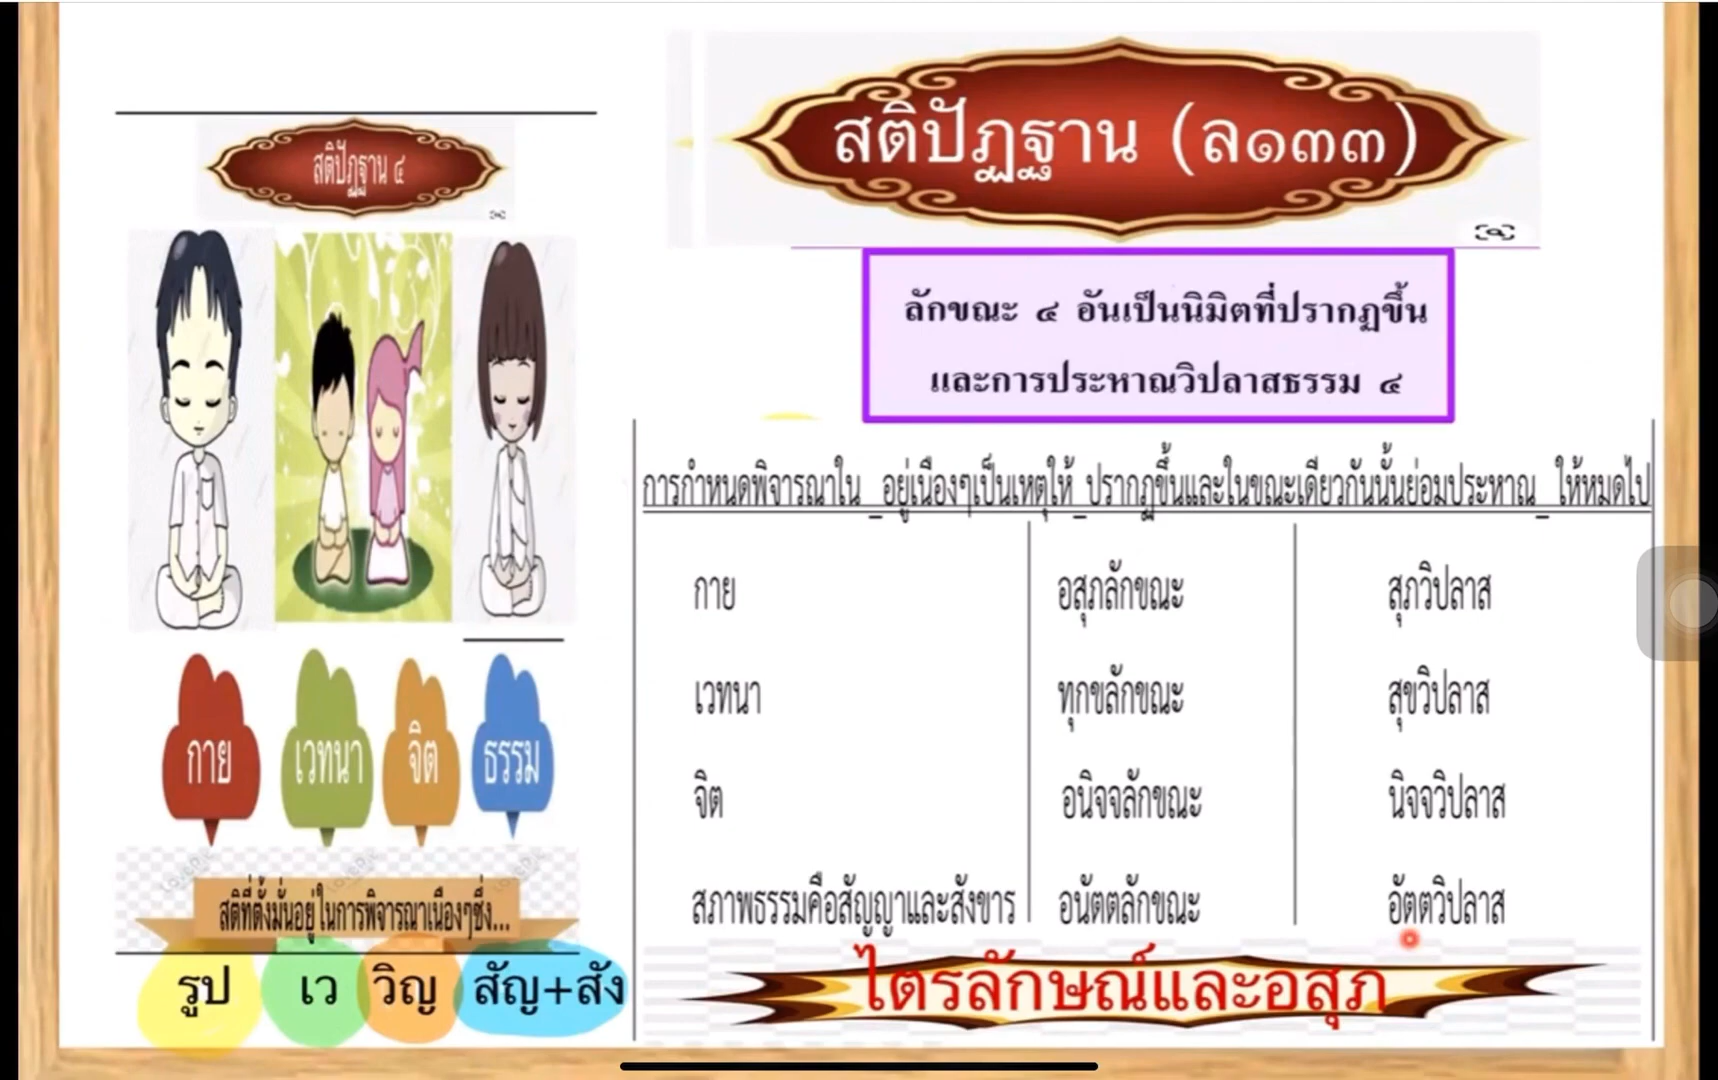 สติปัฏฐาน ๔
กาย เวทนา จิต ธรรม
สติที่ตั้งมั่นอยู่ในการพิจารณาเนืองๆซึ่ง...
รูป เว วิญ สัญ+สัง
สติปัฏฐาน (ล๑๓๓)
ลักขณะ ๔ อันเป็นนิมิตที่ปรากฏขึ้น
และการประหาณวิปลาสธรรม ๔
การกำหนดพิจารณาใน _อยู่เนืองๆเป็นเหตุให้_ปรากฏขึ้นและในขณะเดียวกันนั้นย่อมประหาณ_ ให้หมดไป
กาย อสุภลักขณะ สุภวิปลาส
เวทนา ทุกขลักขณะ สุขวิปลาส
จิต อนิจจลักขณะ นิจจวิปลาส
สภาพธรรมคือสัญญาและสังขาร อนัตตลักขณะ อัตตวิปลาส
ไตรลักษณ์และอสุภ